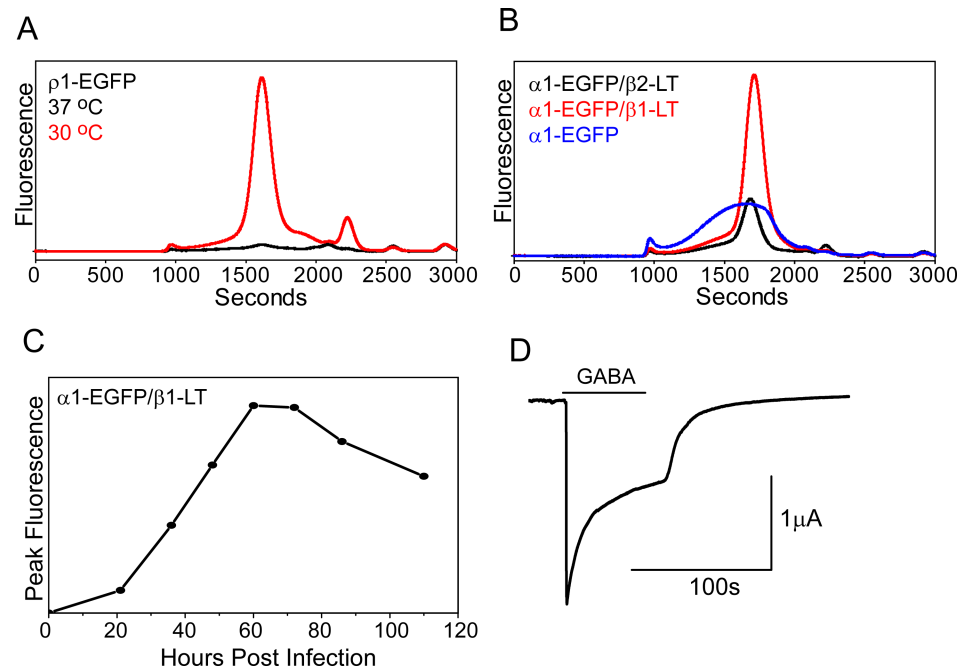 A
ρ1-EGFP
37 ºC
30 ºC
Fluorescence
0 500 1000 1500 2000 2500 3000
Seconds
B
α1-EGFP/β2-LT
α1-EGFP/β1-LT
α1-EGFP
Fluorescence
0 500 1000 1500 2000 2500 3000
Seconds
C
α1-EGFP/β1-LT
Peak Fluorescence
0 20 40 60 80 100 120
Hours Post Infection
D
GABA
1μA
100s